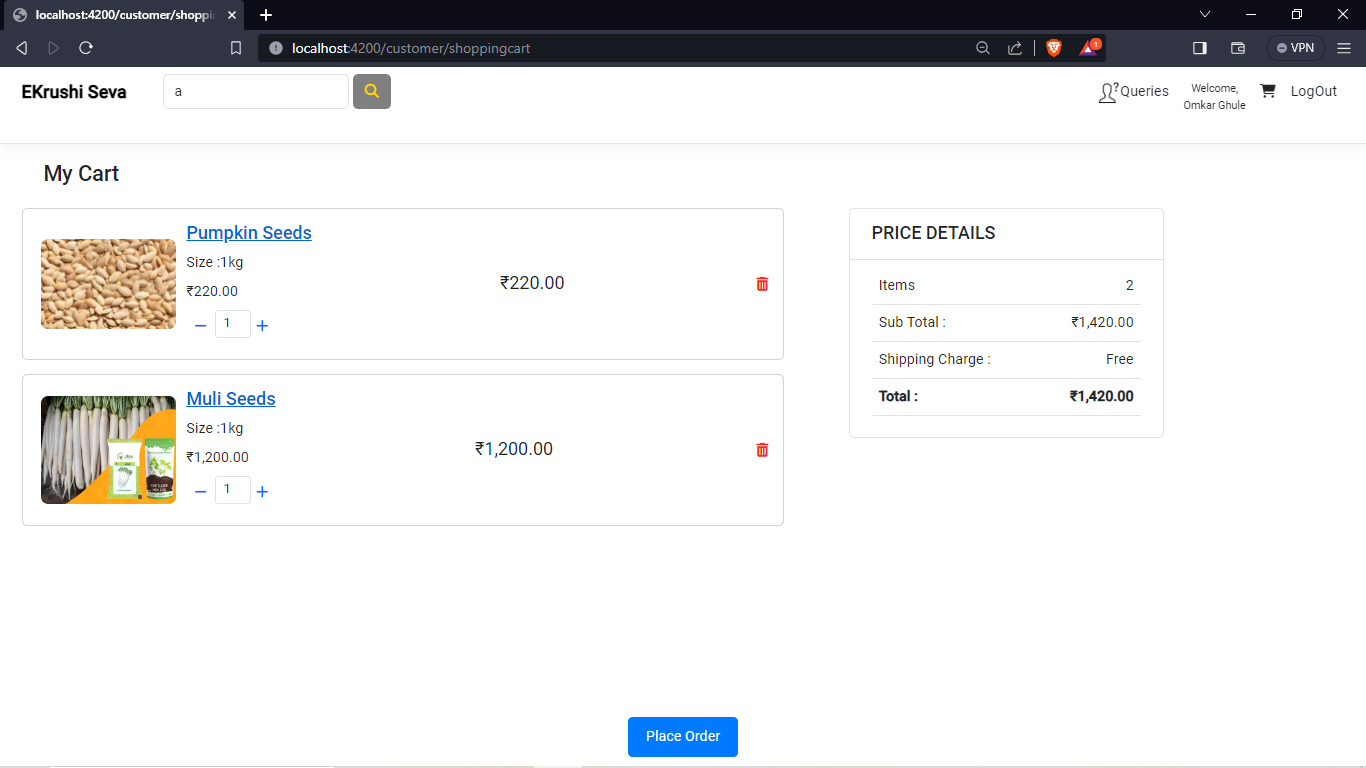 localhost:4200/customer/shoppi
localhost:4200/customer/shoppingcart
1
VPN
EKrushi Seva
a
Queries
Welcome,
Omkar Ghule
LogOut
My Cart
Pumpkin Seeds
Size :1kg
₹220.00
1
₹220.00
Muli Seeds
Size :1kg
₹1,200.00
1
₹1,200.00
PRICE DETAILS
Items 2
Sub Total : ₹1,420.00
Shipping Charge : Free
Total : ₹1,420.00
Place Order